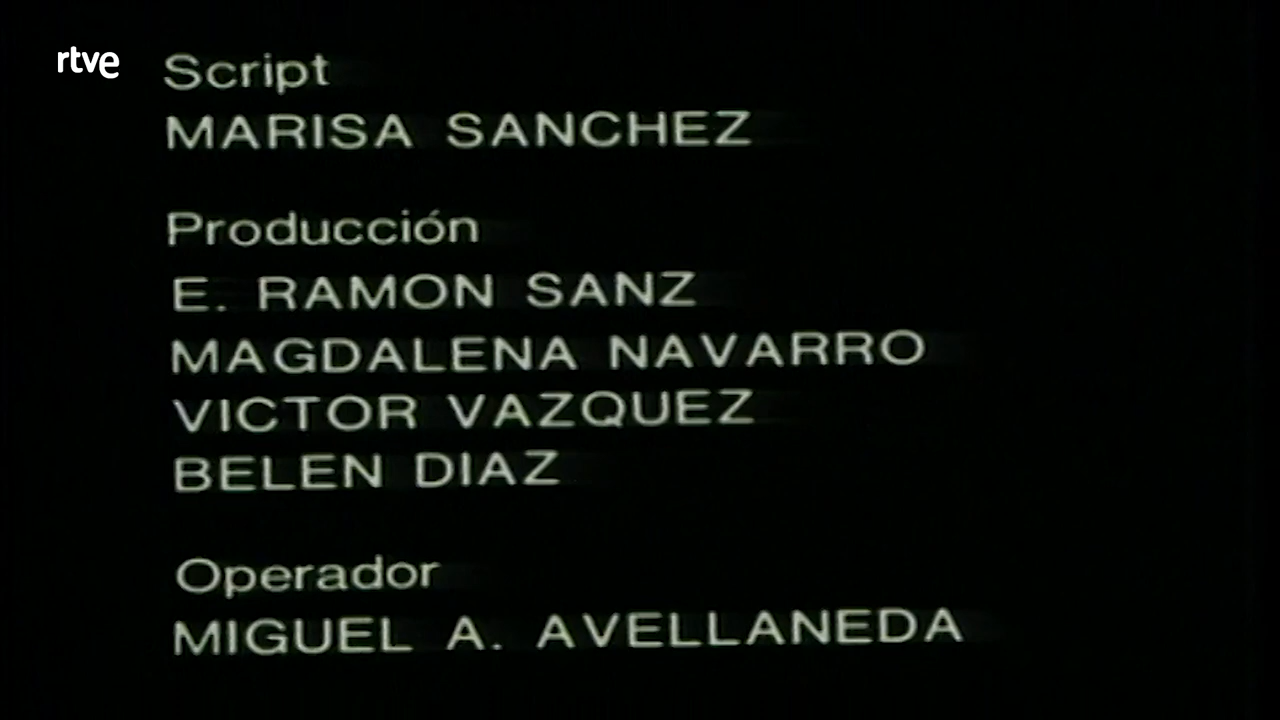 rtve
Script
MARISA SANCHEZ
Producción
E. RAMON SANZ
MAGDALENA NAVARRO
VICTOR VAZQUEZ
BELEN DIAZ
Operador
MIGUEL A. AVELLANEDA